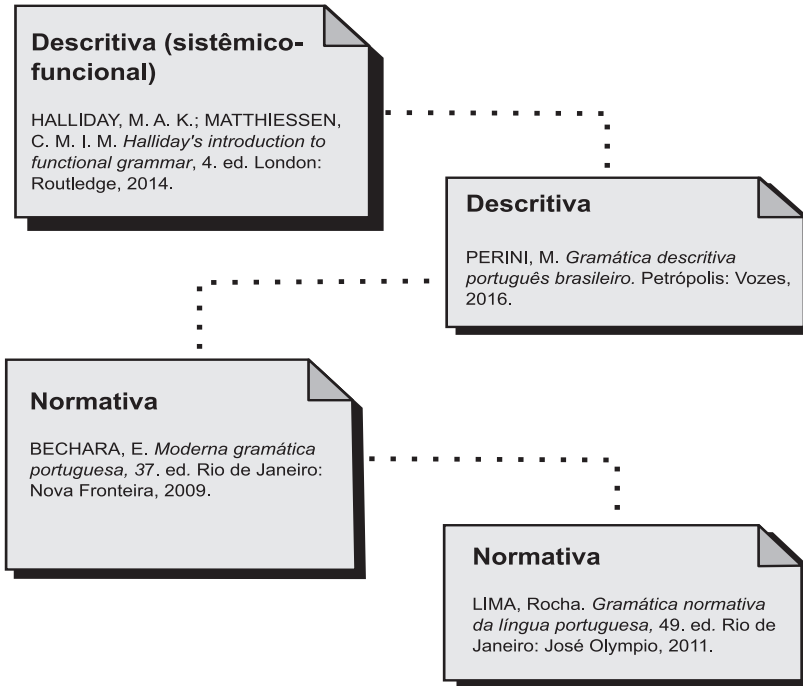 Descritiva (sistêmico-
funcional)
HALLIDAY, M. A. K.; MATTHIESSEN,
C. M. I. M. Halliday's introduction to
functional grammar, 4. ed. London:
Routledge, 2014.
Descritiva
PERINI, M. Gramática descritiva
português brasileiro. Petrópolis: Vozes,
2016.
Normativa
BECHARA, E. Moderna gramática
portuguesa, 37. ed. Rio de Janeiro:
Nova Fronteira, 2009.
Normativa
LIMA, Rocha. Gramática normativa
da língua portuguesa, 49. ed. Rio de
Janeiro: José Olympio, 2011.